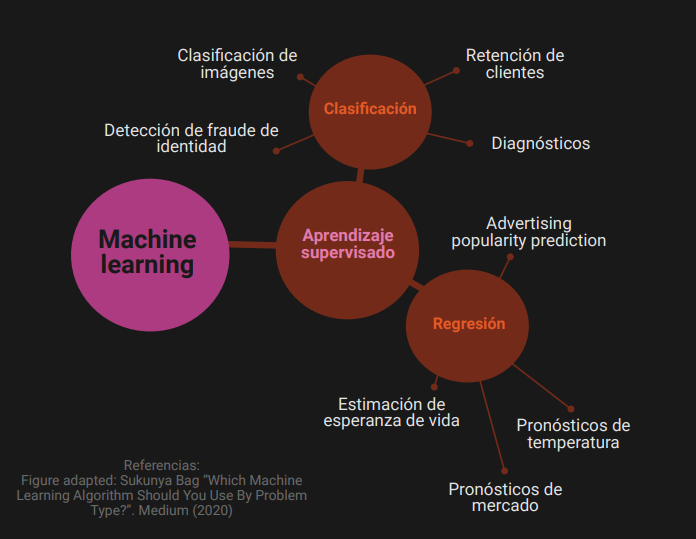 Clasificación de
imágenes
Retención de
clientes
Clasificación
Detección de fraude de
identidad
Diagnósticos
Machine
learning
Aprendizaje
supervisado
Advertising
popularity prediction
Regresión
Estimación de
esperanza de vida
Pronósticos de
temperatura
Pronósticos de
mercado
Referencias:
Figure adapted: Sukunya Bag "Which Machine
Learning Algorithm Should You Use By Problem
Type?". Medium (2020)